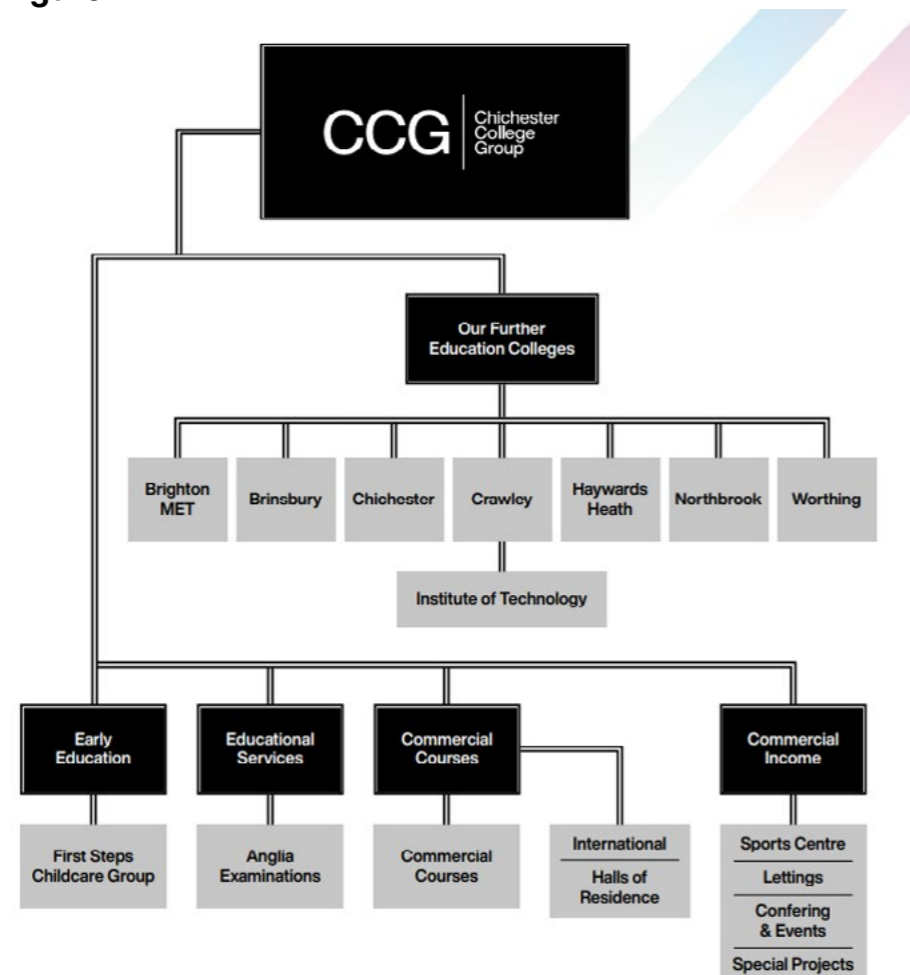 CCG
Chichester
College
Group
Our Further
Education Colleges
Brighton
MET
Brinsbury
Chichester
Crawley
Haywards
Heath
Northbrook
Worthing
Institute of Technology
Early
Education
Educational
Services
Commercial
Courses
Commercial
Income
First Steps
Childcare Group
Anglia
Examinations
Commercial
Courses
International
Halls of
Residence
Sports Centre
Lettings
Confering
& Events
Special Projects